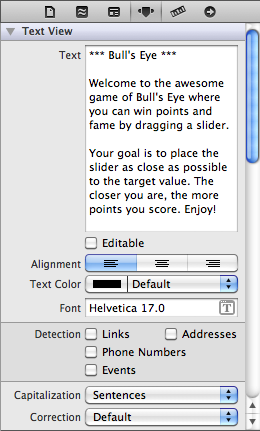 Text View
Text
*** Bull's Eye ***
Welcome to the awesome
game of Bull's Eye where
you can win points and
fame by dragging a slider.
Your goal is to place the
slider as close as possible
to the target value. The
closer you are, the more
points you score. Enjoy!
Editable
Alignment
Text Color Default
Font Helvetica 17.0 T
Detection Links Addresses
Phone Numbers
Events
Capitalization Sentences
Correction Default